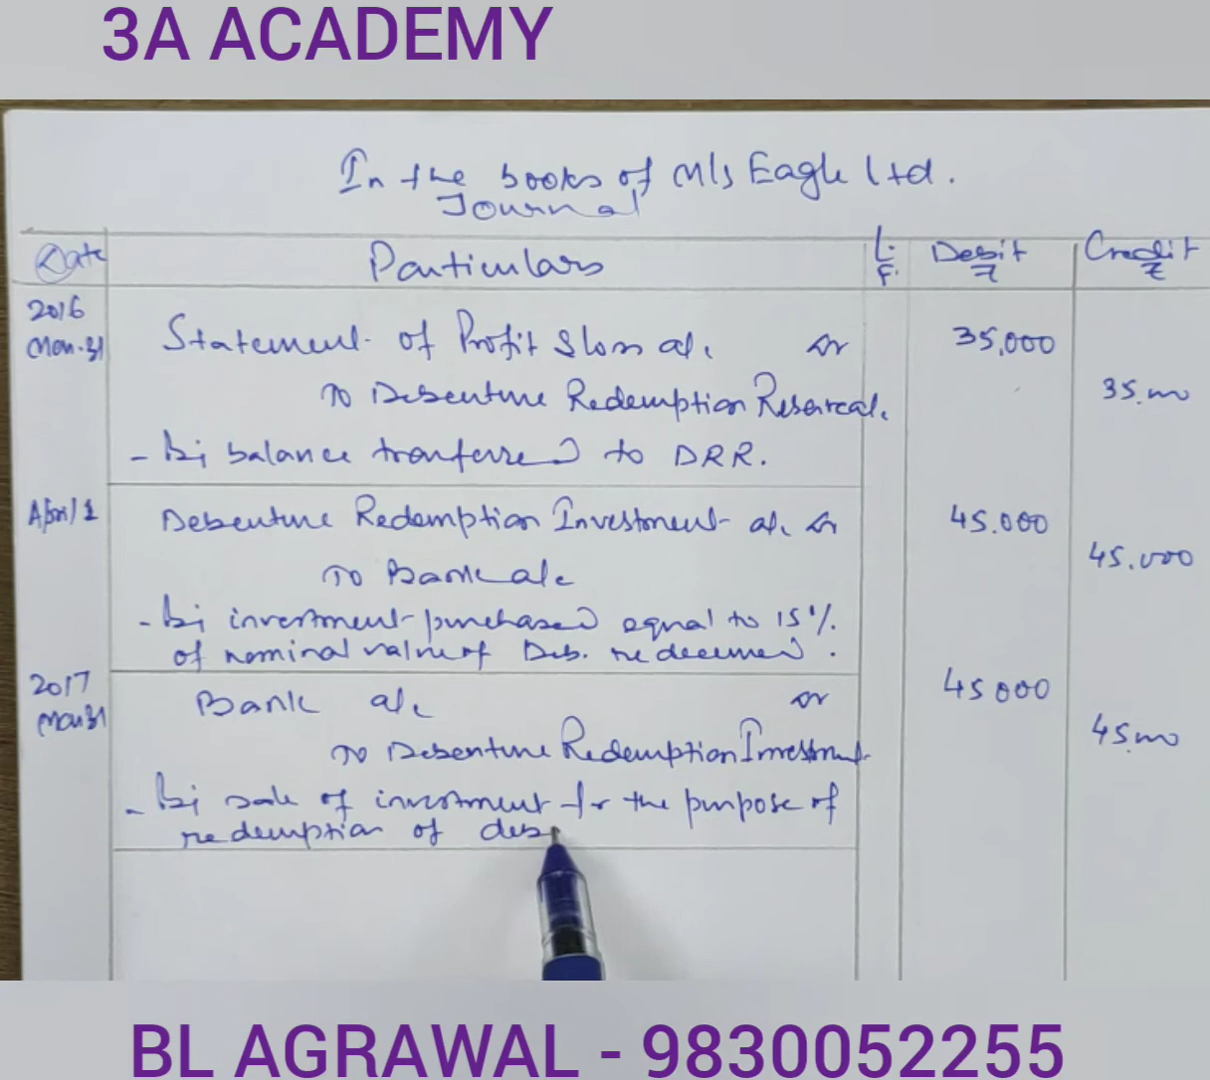 3A ACADEMY
In the books of M/s Eagle Ltd.
Journal
Date Particulars L.F. Debit ₹ Credit ₹
2016
Mar.31 Statement of Profit & Loss a/c. Dr 35,000
To Debenture Redemption Reserve a/c. 35,000
- bj balance tranferred to DRR.
April 1 Debenture Redemption Investment a/c. Dr 45,000
To Bank a/c 45,000
- bj investment purchased equal to 15%
of nominal value of Deb. redeemed.
2017
Mar 31 Bank a/c Dr 45000
To Debenture Redemption Investment 45,000
- bj sale of investment for the purpose of
redemption of deb
BL AGRAWAL - 9830052255